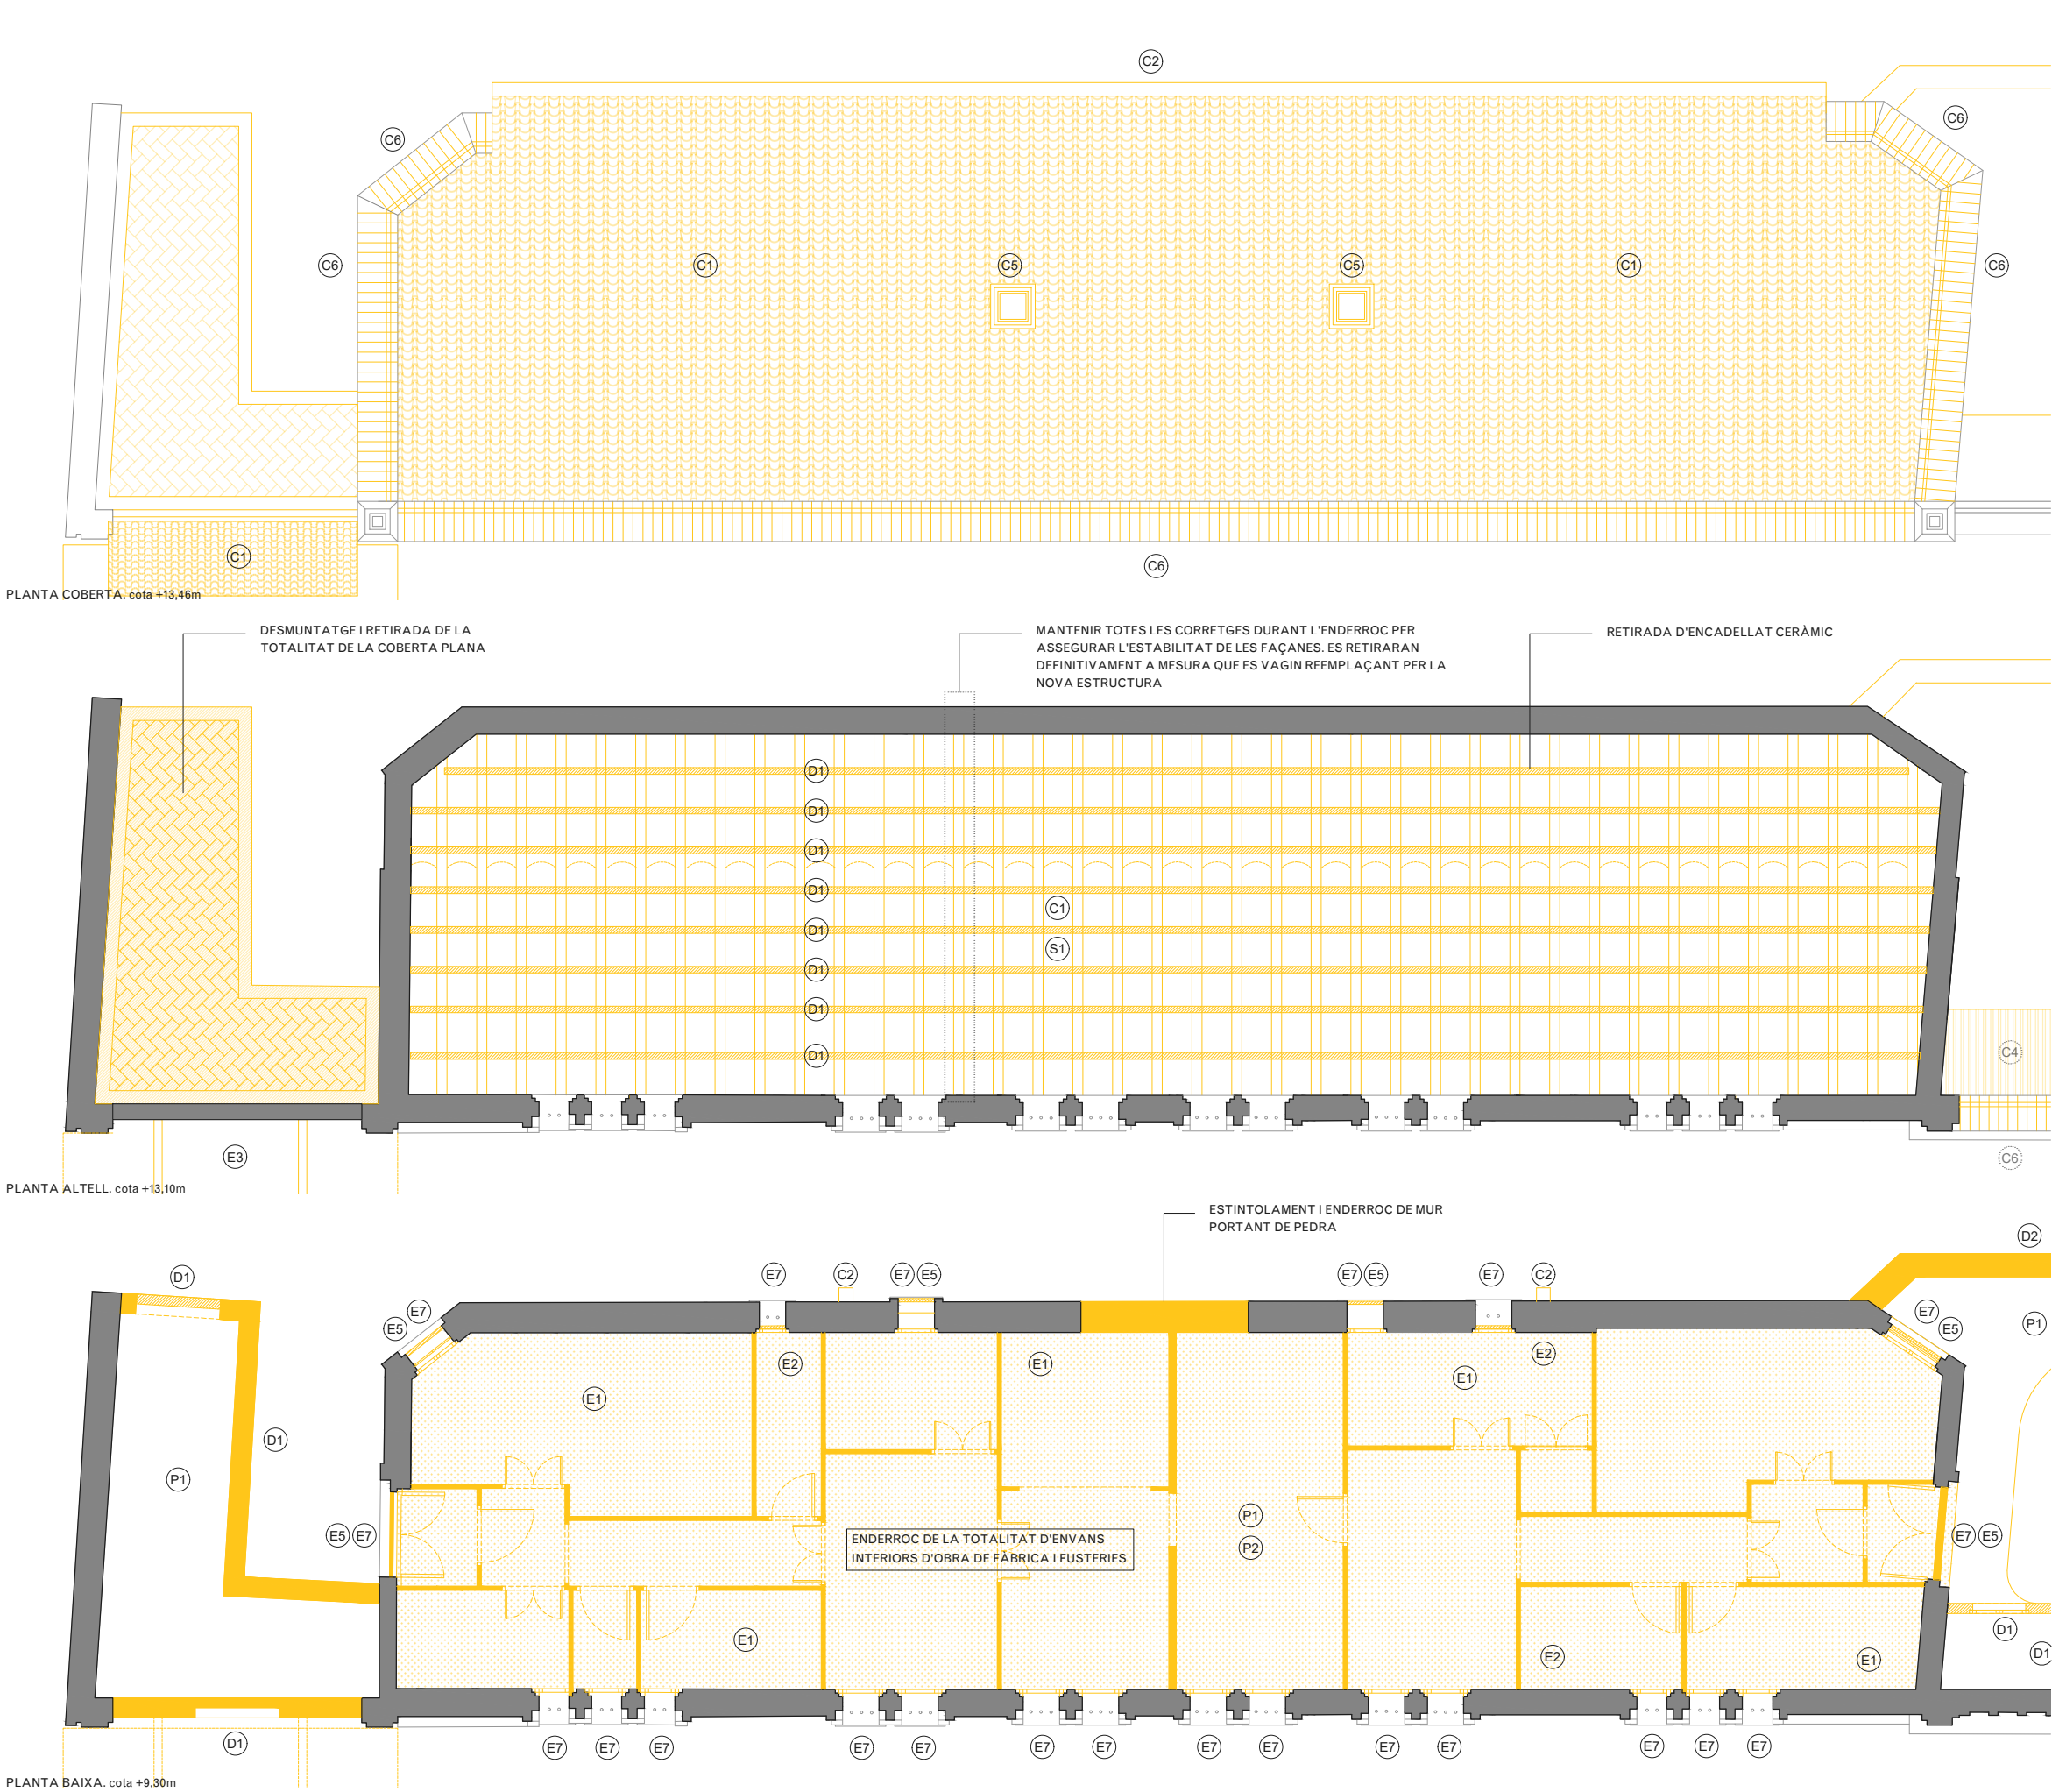 C2
C6
C6
C6
C1
C5
C5
C1
C6
C1
C6
PLANTA COBERTA. cota +13,46m
DESMUNTATGE I RETIRADA DE LA
TOTALITAT DE LA COBERTA PLANA
MANTENIR TOTES LES CORRETGES DURANT L'ENDERROC PER
ASSEGURAR L'ESTABILITAT DE LES FAÇANES. ES RETIRARAN
DEFINITIVAMENT A MESURA QUE ES VAGIN REEMPLAÇANT PER LA
NOVA ESTRUCTURA
RETIRADA D'ENCADELLAT CERÀMIC
D1
D1
D1
D1
C1
D1
S1
D1
D1
C4
D1
E3
C6
PLANTA ALTELL. cota +13,10m
ESTINTOLAMENT I ENDERROC DE MUR
PORTANT DE PEDRA
D2
D1
E7
C2
E7 E5
E7 E5
E7
C2
E7
E5
E7
E5
P1
E1
E2
E1
E1
E2
D1
P1
E5 E7
P1
P2
E7 E5
ENDERROC DE LA TOTALITAT D'ENVANS
INTERIORS D'OBRA DE FÀBRICA I FUSTERIES
E1
E2
E1
D1
D1
D1
E7
E7
E7
E7
E7
E7
E7
E7
E7
E7
E7
E7
E7
E7
PLANTA BAIXA. cota +9,30m